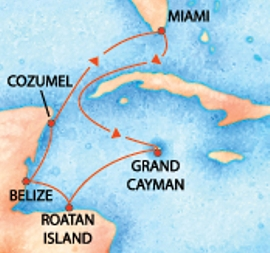 MIAMI
COZUMEL
GRAND
CAYMAN
BELIZE
ROATAN
ISLAND